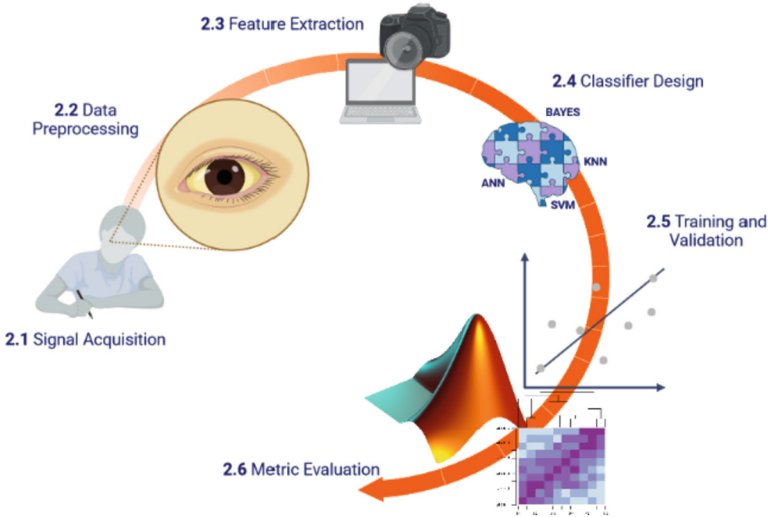 2.3 Feature Extraction
2.4 Classifier Design
2.2 Data
Preprocessing
BAYES
KNN
ANN
SVM
2.5 Training and
Validation
2.1 Signal Acquisition
2.6 Metric Evaluation